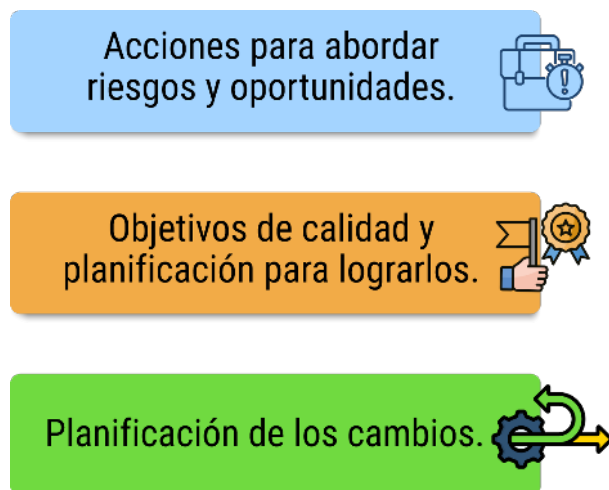 Acciones para abordar
riesgos y oportunidades.
Objetivos de calidad y
planificación para lograrlos.
Planificación de los cambios.